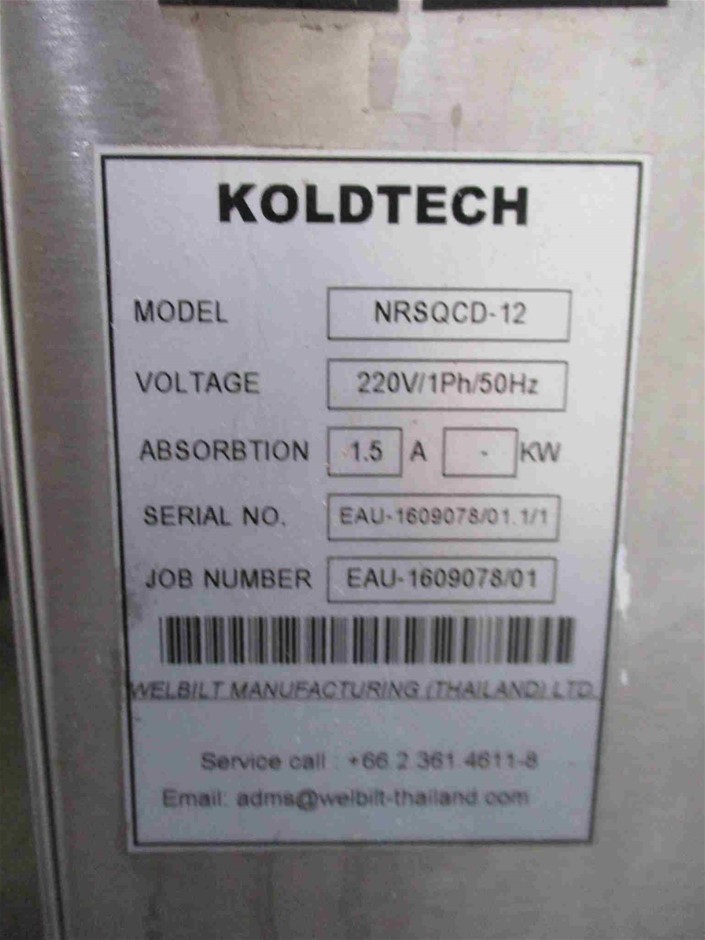 KOLDTECH
MODEL NRSQCD-12
VOLTAGE 220V/1Ph/50Hz
ABSORBTION 1.5 A - KW
SERIAL NO. EAU-1609078/01.1/1
JOB NUMBER EAU-1609078/01
WELBILT MANUFACTURING (THAILAND) LTD.
Service call : +66 2 361 4611-8
Email: adms@welbilt-thailand.com